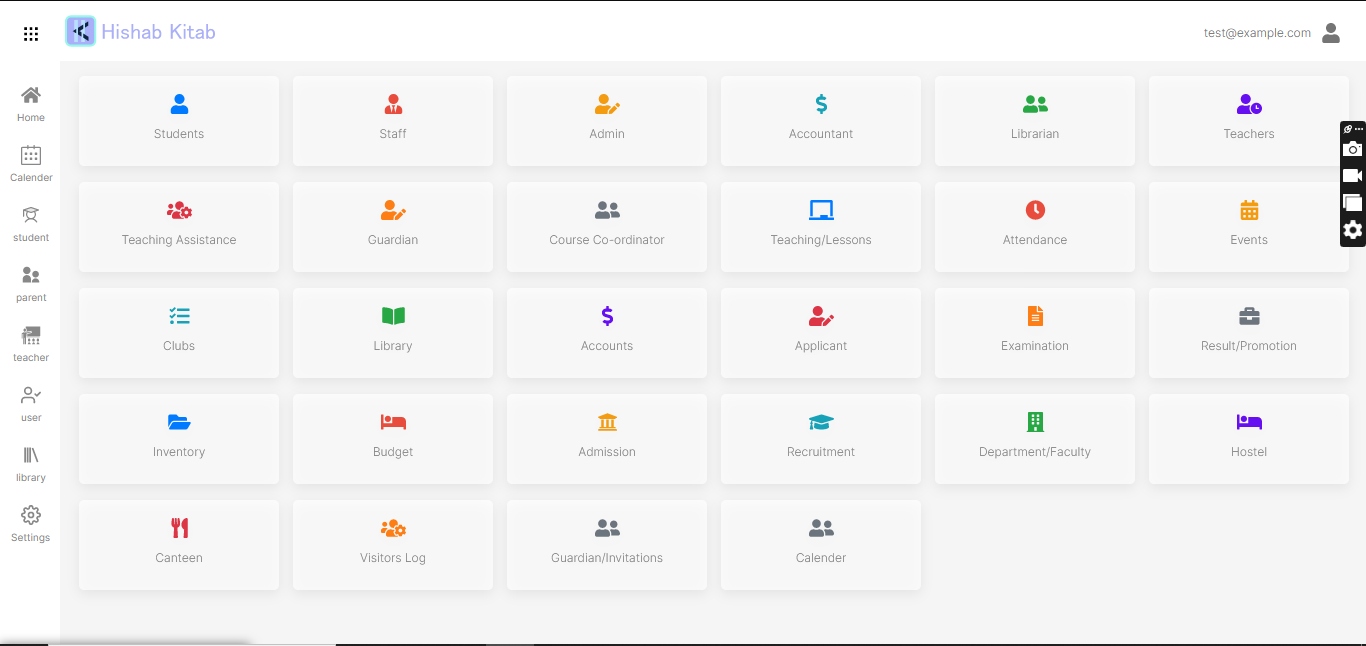 Hishab Kitab
test@example.com
Home
Calender
student
parent
teacher
user
library
Settings
Students
Staff
Admin
Accountant
Librarian
Teachers
Teaching Assistance
Guardian
Course Co-ordinator
Teaching/Lessons
Attendance
Events
Clubs
Library
Accounts
Applicant
Examination
Result/Promotion
Inventory
Budget
Admission
Recruitment
Department/Faculty
Hostel
Canteen
Visitors Log
Guardian/Invitations
Calender